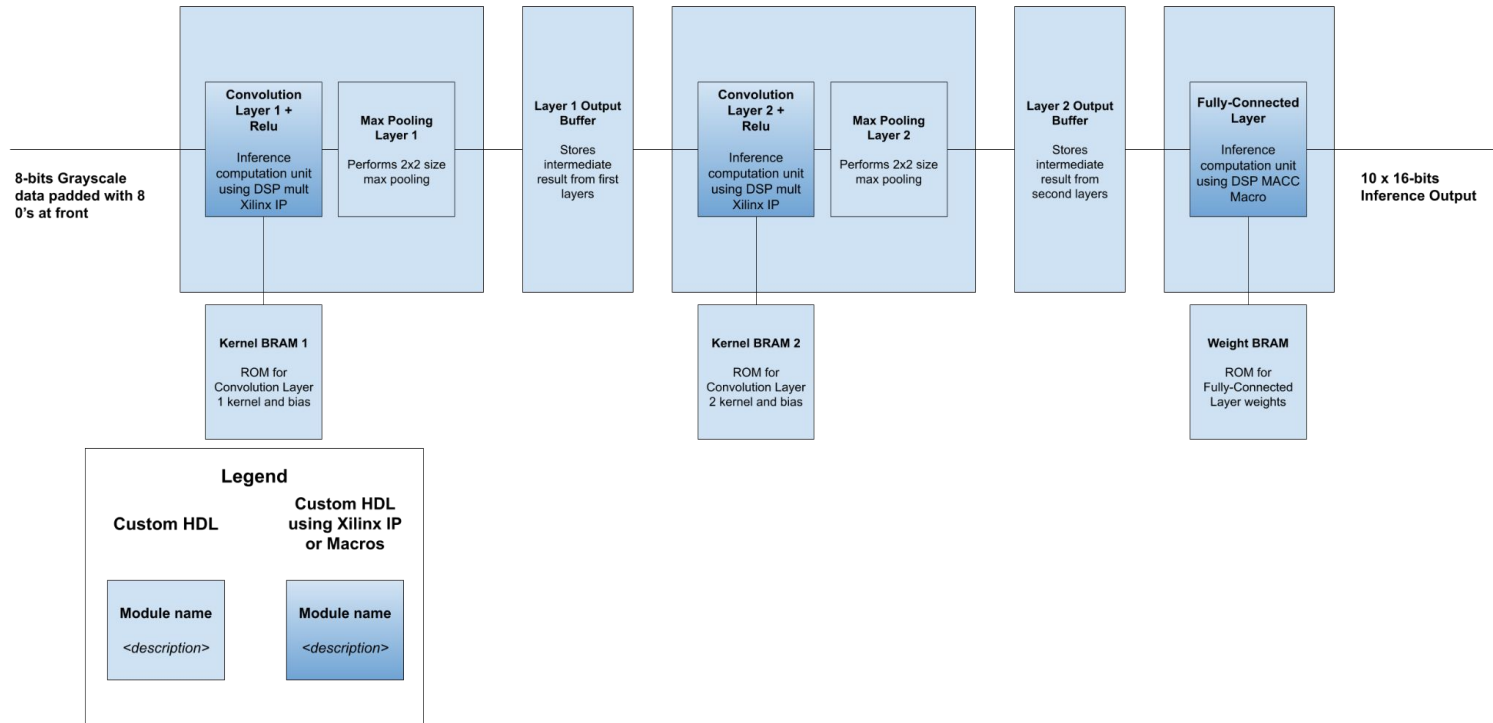 8-bits Grayscale
data padded with 8
0's at front
Convolution
Layer 1 +
Relu
Inference
computation unit
using DSP mult
Xilinx IP
Max Pooling
Layer 1
Performs 2x2 size
max pooling
Layer 1 Output
Buffer
Stores
intermediate
result from first
layers
Convolution
Layer 2 +
Relu
Inference
computation unit
using DSP mult
Xilinx IP
Max Pooling
Layer 2
Performs 2x2 size
max pooling
Layer 2 Output
Buffer
Stores
intermediate
result from
second layers
Fully-Connected
Layer
Inference
computation unit
using DSP MACC
Macro
10 x 16-bits
Inference Output
Kernel BRAM 1
ROM for
Convolution Layer
1 kernel and bias
Kernel BRAM 2
ROM for
Convolution Layer
2 kernel and bias
Weight BRAM
ROM for
Fully-Connected
Layer weights
Legend
Custom HDL
Custom HDL
using Xilinx IP
or Macros
Module name
<description>
Module name
<description>